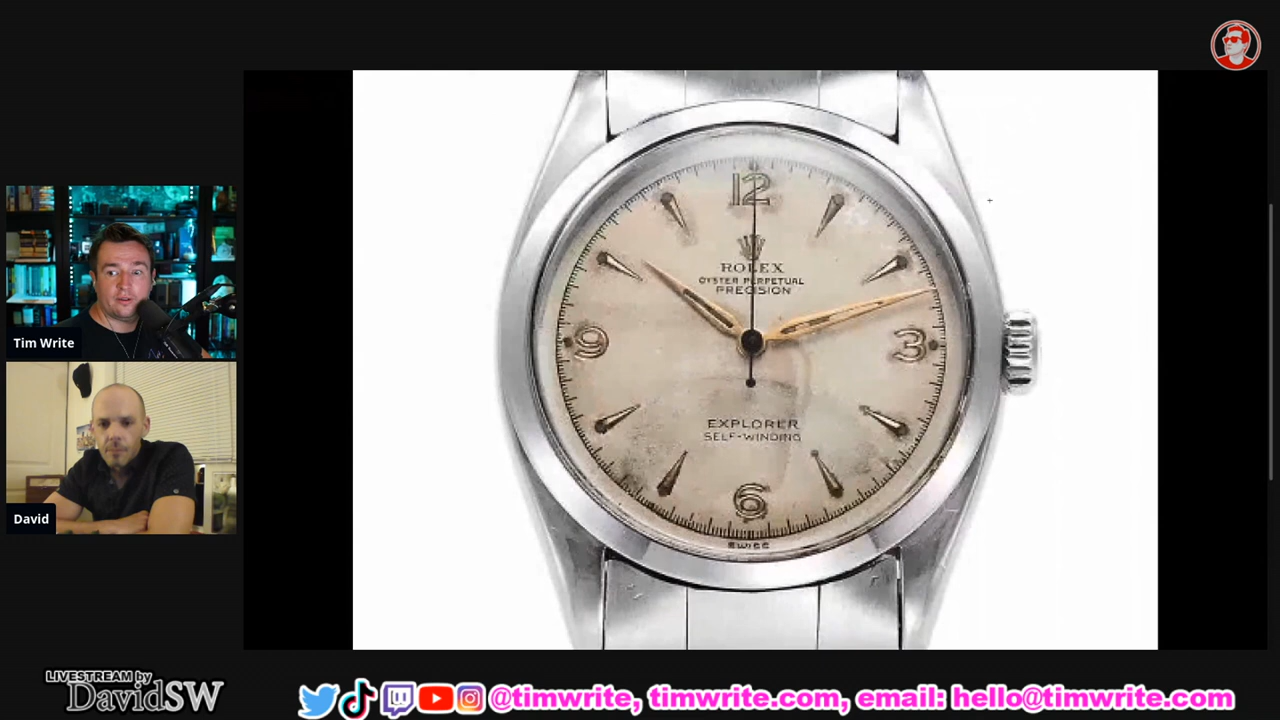 12
ROLEX
OYSTER PERPETUAL
PRECISION
9
3
EXPLORER
SELF-WINDING
6
SWISS
Tim Write
David
LIVESTREAM by
DavidSW
@timwrite, timwrite.com, email: hello@timwrite.com